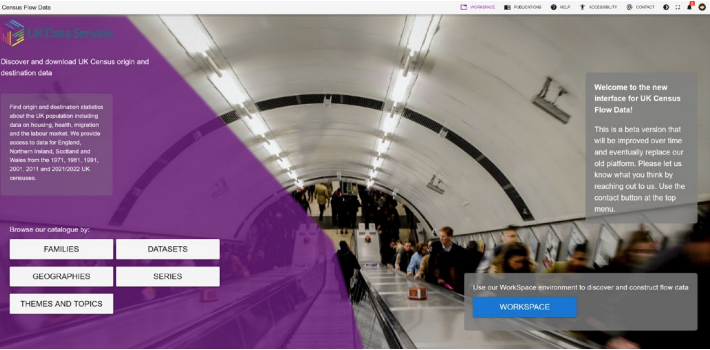 Census Flow Data
WORKSPACE PUBLICATIONS HELP ACCESSIBILITY CONTACT
UK Data Service
Discover and download UK Census origin and
destination data
Find origin and destination statistics
about the UK population including
data on housing, health, migration
and the labour market. We provide
access to data for England,
Northern Ireland, Scotland and
Wales from the 1971, 1981, 1991,
2001, 2011 and 2021/2022 UK
censuses.
Welcome to the new
interface for UK Census
Flow Data!
This is a beta version that
will be improved over time
and eventually replace our
old platform. Please let us
know what you think by
reaching out to us. Use the
contact button at the top
menu.
Browse our catalogue by:
FAMILIES DATASETS
GEOGRAPHIES SERIES
THEMES AND TOPICS
Use our WorkSpace environment to discover and construct flow data
WORKSPACE